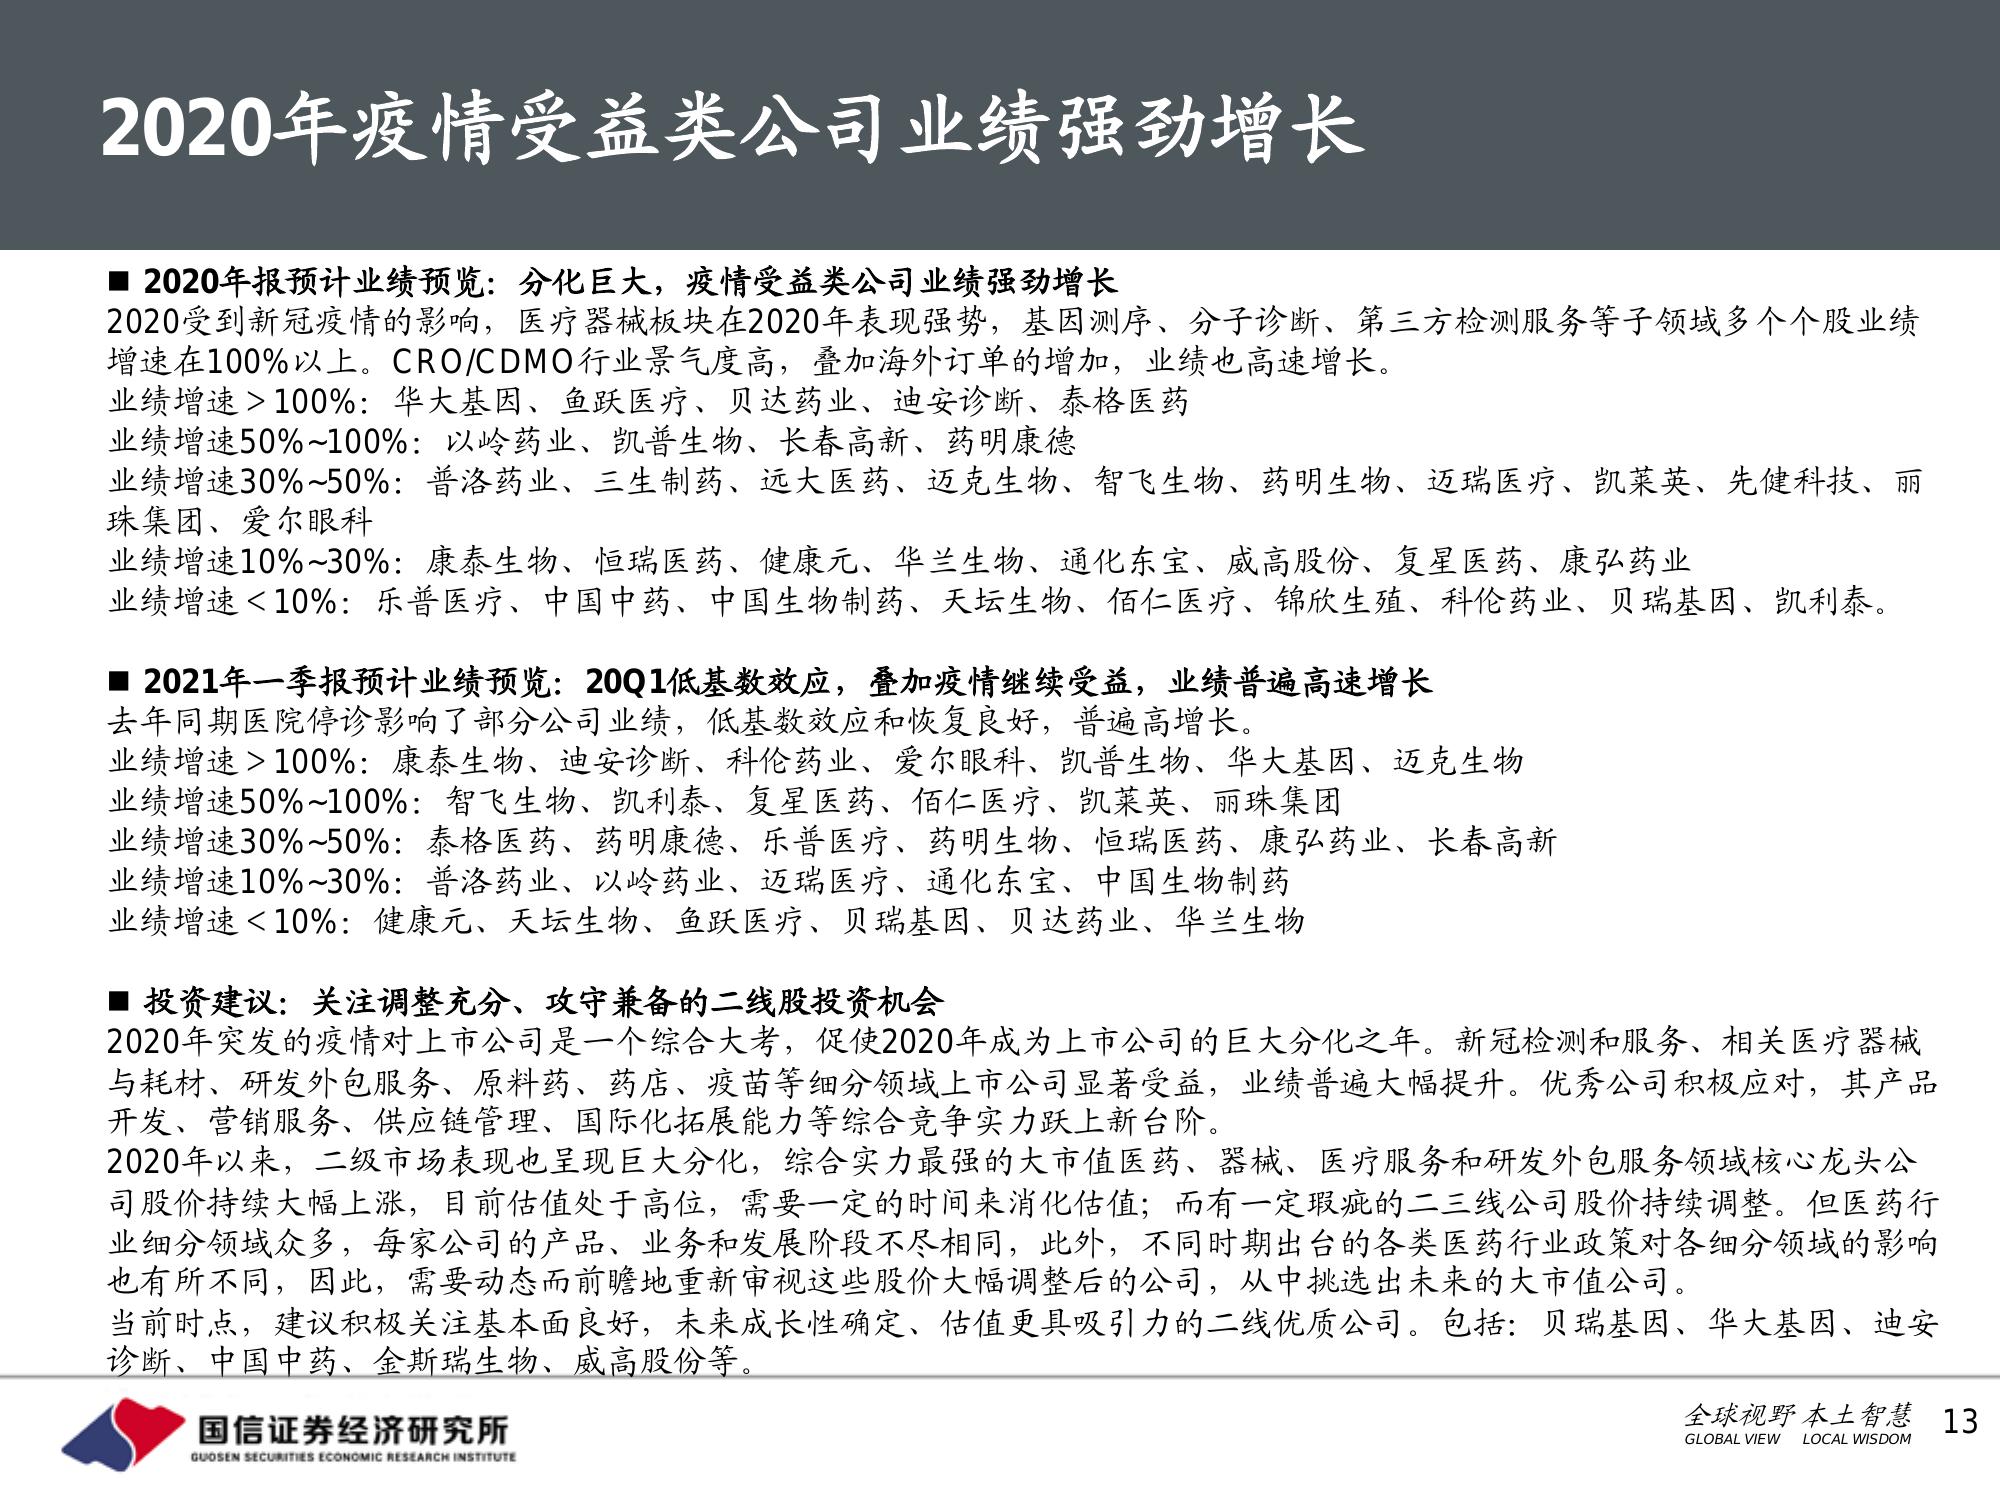 2020年疫情受益类公司业绩强劲增长
■ 2020年报预计业绩预览：分化巨大，疫情受益类公司业绩强劲增长
2020受到新冠疫情的影响，医疗器械板块在2020年表现强势，基因测序、分子诊断、第三方检测服务等子领域多个个股业绩
增速在100%以上。CRO/CDMO行业景气度高，叠加海外订单的增加，业绩也高速增长。
业绩增速＞100%：华大基因、鱼跃医疗、贝达药业、迪安诊断、泰格医药
业绩增速50%~100%：以岭药业、凯普生物、长春高新、药明康德
业绩增速30%~50%：普洛药业、三生制药、远大医药、迈克生物、智飞生物、药明生物、迈瑞医疗、凯莱英、先健科技、丽
珠集团、爱尔眼科
业绩增速10%~30%：康泰生物、恒瑞医药、健康元、华兰生物、通化东宝、威高股份、复星医药、康弘药业
业绩增速＜10%：乐普医疗、中国中药、中国生物制药、天坛生物、佰仁医疗、锦欣生殖、科伦药业、贝瑞基因、凯利泰。
■ 2021年一季报预计业绩预览：20Q1低基数效应，叠加疫情继续受益，业绩普遍高速增长
去年同期医院停诊影响了部分公司业绩，低基数效应和恢复良好，普遍高增长。
业绩增速＞100%：康泰生物、迪安诊断、科伦药业、爱尔眼科、凯普生物、华大基因、迈克生物
业绩增速50%~100%：智飞生物、凯利泰、复星医药、佰仁医疗、凯莱英、丽珠集团
业绩增速30%~50%：泰格医药、药明康德、乐普医疗、药明生物、恒瑞医药、康弘药业、长春高新
业绩增速10%~30%：普洛药业、以岭药业、迈瑞医疗、通化东宝、中国生物制药
业绩增速＜10%：健康元、天坛生物、鱼跃医疗、贝瑞基因、贝达药业、华兰生物
■ 投资建议：关注调整充分、攻守兼备的二线股投资机会
2020年突发的疫情对上市公司是一个综合大考，促使2020年成为上市公司的巨大分化之年。新冠检测和服务、相关医疗器械
与耗材、研发外包服务、原料药、药店、疫苗等细分领域上市公司显著受益，业绩普遍大幅提升。优秀公司积极应对，其产品
开发、营销服务、供应链管理、国际化拓展能力等综合竞争实力跃上新台阶。
2020年以来，二级市场表现也呈现巨大分化，综合实力最强的大市值医药、器械、医疗服务和研发外包服务领域核心龙头公
司股价持续大幅上涨，目前估值处于高位，需要一定的时间来消化估值；而有一定瑕疵的二三线公司股价持续调整。但医药行
业细分领域众多，每家公司的产品、业务和发展阶段不尽相同，此外，不同时期出台的各类医药行业政策对各细分领域的影响
也有所不同，因此，需要动态而前瞻地重新审视这些股价大幅调整后的公司，从中挑选出未来的大市值公司。
当前时点，建议积极关注基本面良好，未来成长性确定、估值更具吸引力的二线优质公司。包括：贝瑞基因、华大基因、迪安
诊断、中国中药、金斯瑞生物、威高股份等。
国信证券经济研究所
GUOSEN SECURITIES ECONOMIC RESEARCH INSTITUTE
全球视野 本土智慧
GLOBAL VIEW LOCAL WISDOM
13